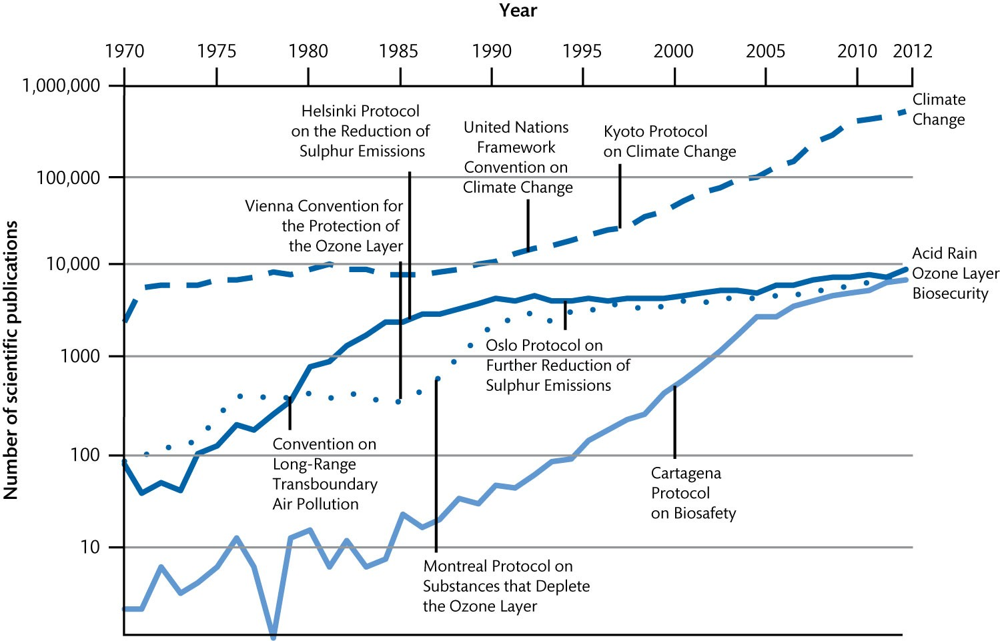 Year
1970 1975 1980 1985 1990 1995 2000 2005 2010 2012
1,000,000
100,000
10,000
1000
100
10
Number of scientific publications
Helsinki Protocol
on the Reduction of
Sulphur Emissions
United Nations
Framework
Convention on
Climate Change
Kyoto Protocol
on Climate Change
Climate
Change
Vienna Convention for
the Protection of
the Ozone Layer
Acid Rain
Ozone Layer
Biosecurity
Oslo Protocol on
Further Reduction of
Sulphur Emissions
Convention on
Long-Range
Transboundary
Air Pollution
Cartagena
Protocol
on Biosafety
Montreal Protocol on
Substances that Deplete
the Ozone Layer